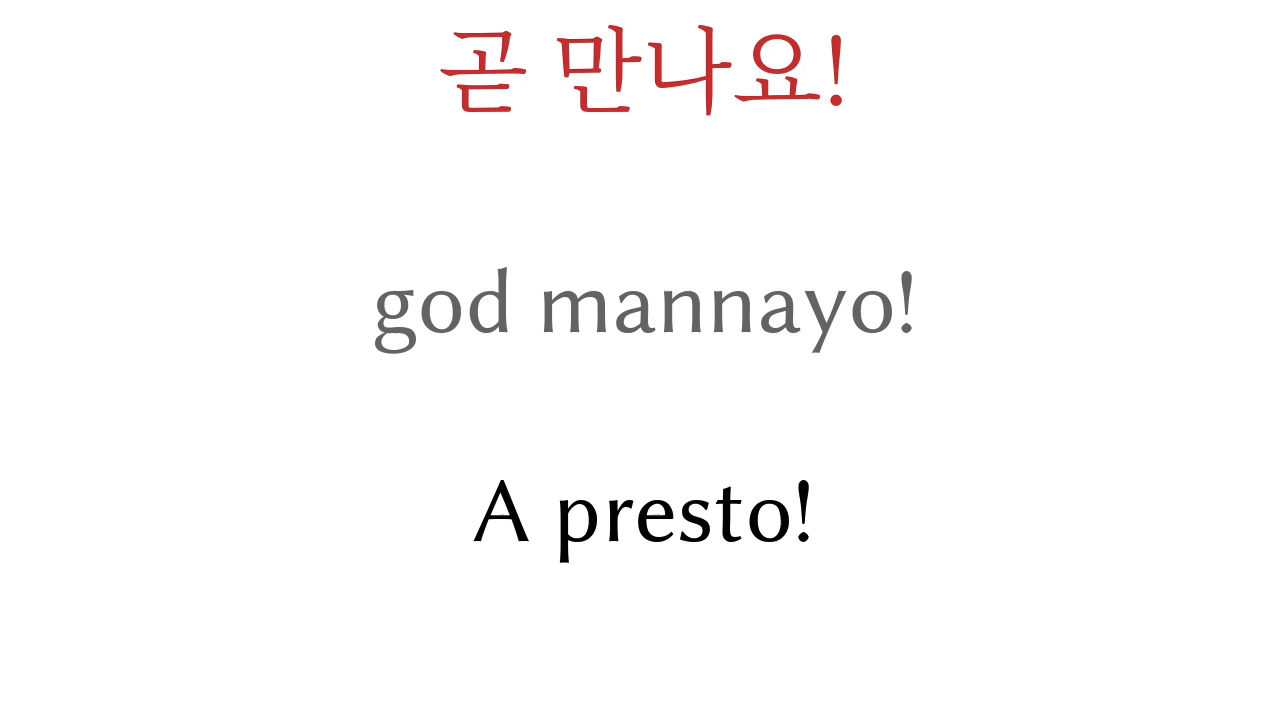 곧 만나요!
god mannayo!
A presto!